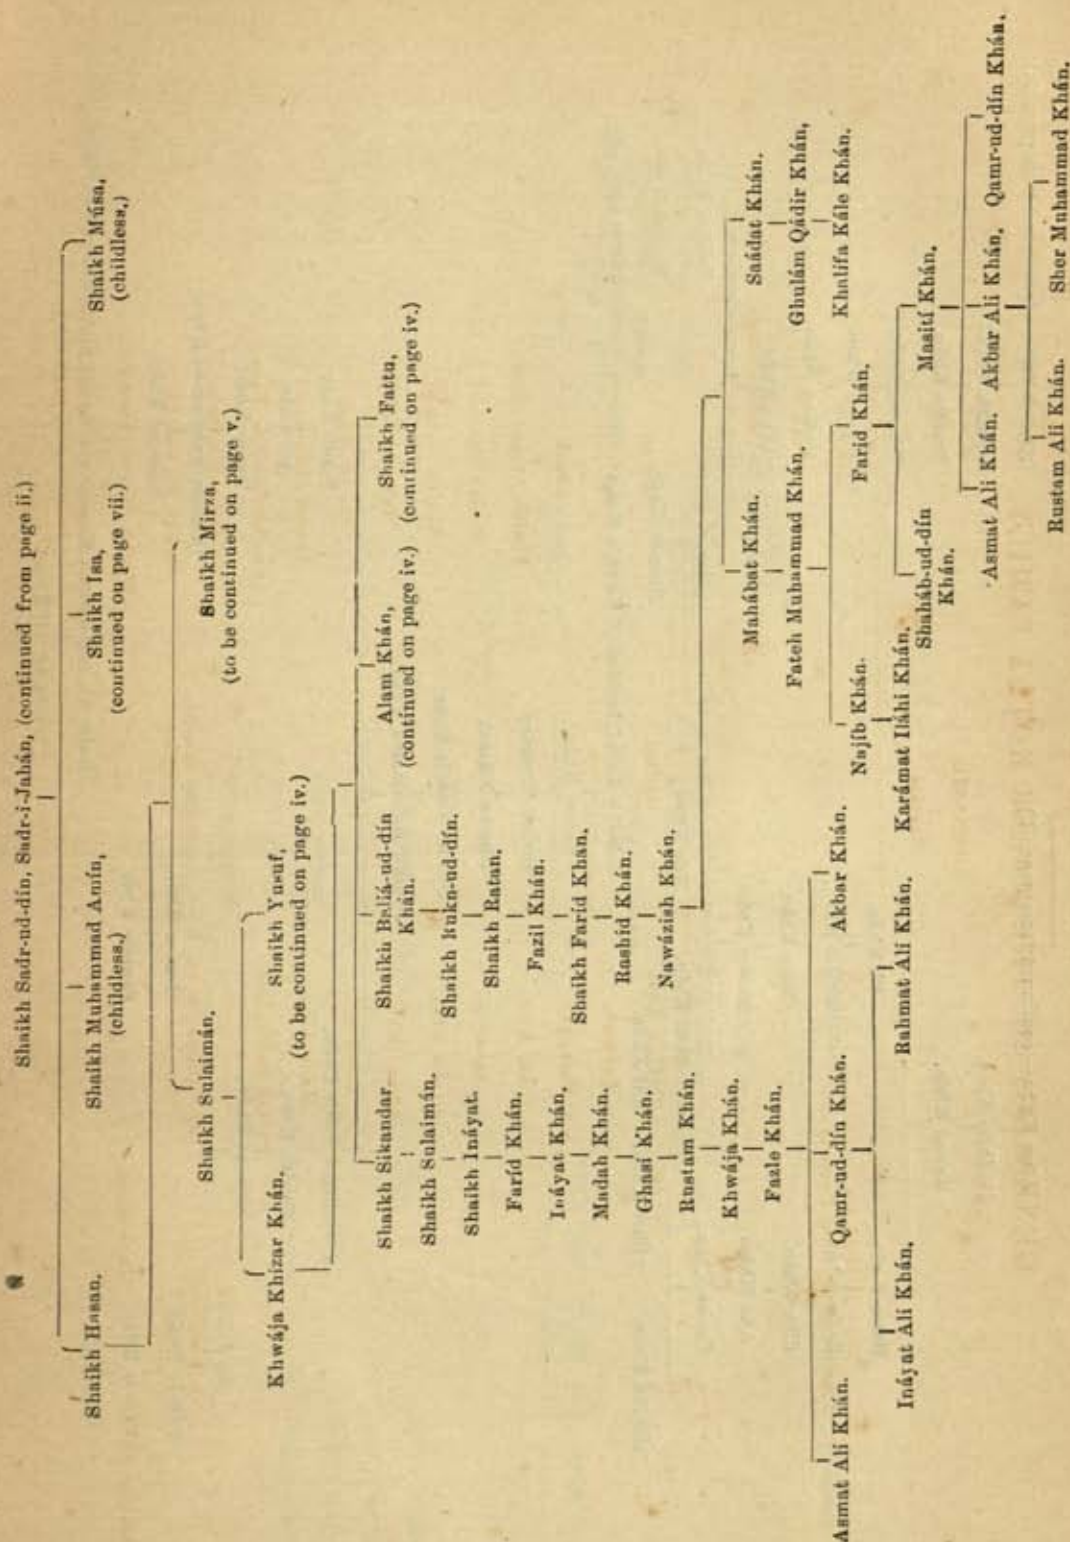 Shaikh Sadr-ud-dín, Sadr-i-Jahán, (continued from page ii.)
Shaikh Hasan.
Shaikh Muhammad Amín,
(childless.)
Shaikh Isa,
(continued on page vii.)
Shaikh Músa,
(childless.)
Shaikh Sulaimán,
Shaikh Mirza,
(to be continued on page v.)
Khwája Khizar Khán.
Shaikh Yusuf,
(to be continued on page iv.)
Shaikh Sikandar
Shaikh Bahá-ud-dín
Khán.
Alam Khán,
(continued on page iv.)
Shaikh Fattu,
(continued on page iv.)
Shaikh Sulaimán.
Shaikh Rukn-ud-dín.
Shaikh Ináyat.
Shaikh Ratan.
Faríd Khán.
Fazil Khán.
Ináyat Khán.
Shaikh Faríd Khan.
Madah Khán.
Rashíd Khán.
Ghasi Khán.
Nawázish Khán.
Rustam Khán.
Khwája Khán.
Mahábat Khán.
Saádat Khán.
Fazle Khán.
Fateh Muhammad Khán.
Ghulám Qádir Khán,
Khalífa Kále Khán.
Asmat Ali Khán.
Qamr-ud-dín Khán.
Akbar Khán.
Najíb Khán.
Farid Khán.
Ináyat Ali Khán.
Rahmat Ali Khán.
Karámat Iláhi Khán.
Shaháb-ud-dín
Khán.
Masití Khán.
Asmat Ali Khán.
Akbar Ali Khán.
Qamr-ud-dín Khán.
Rustam Ali Khán.
Sher Muhammad Khán.